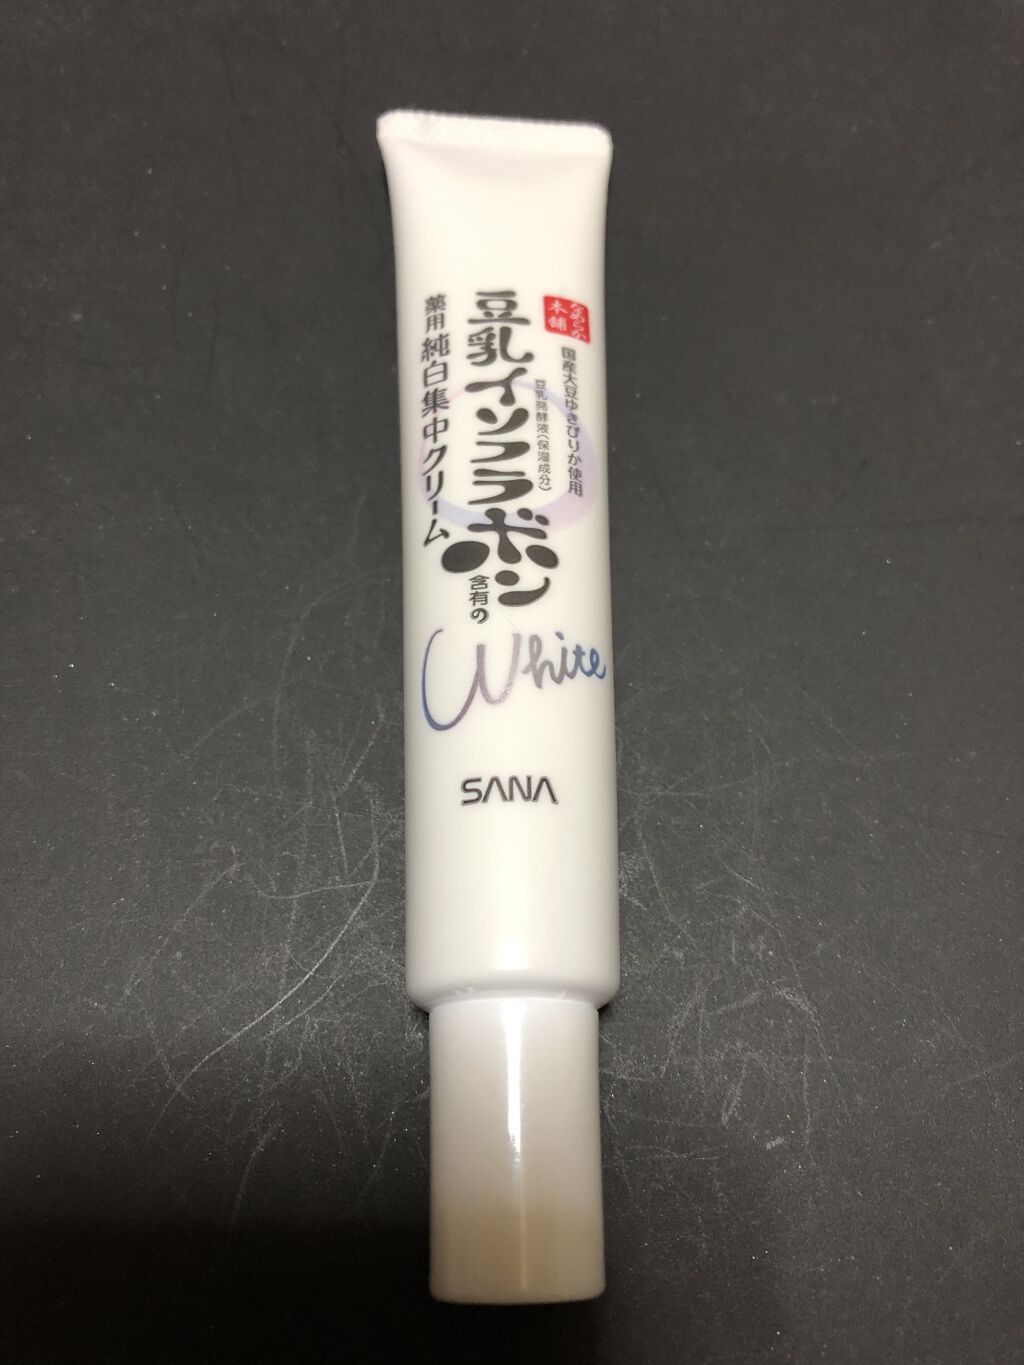 なめらか
本舗
国産大豆ゆきぴりか使用
豆乳発酵液(保湿成分)
豆乳イソフラボン
含有の
薬用純白集中クリーム
White
SANA